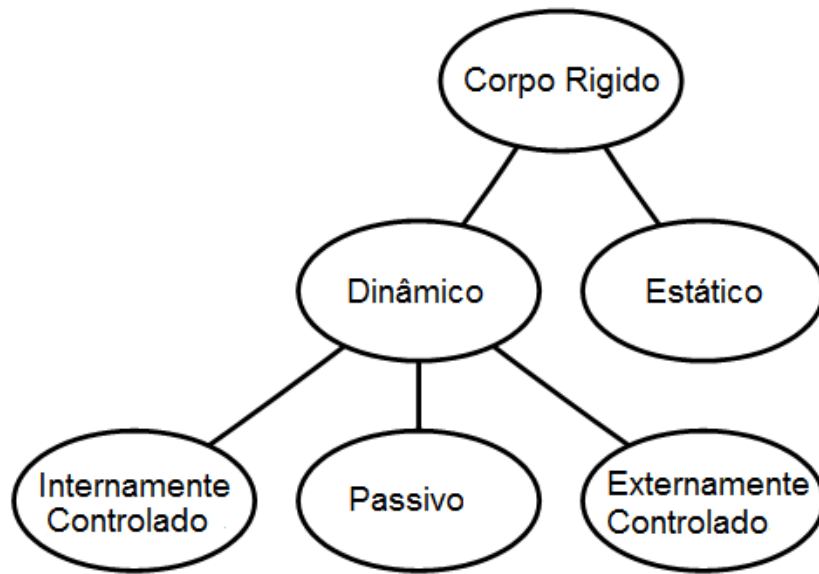 Corpo Rigido
Dinâmico
Estático
Internamente
Controlado
Passivo
Externamente
Controlado